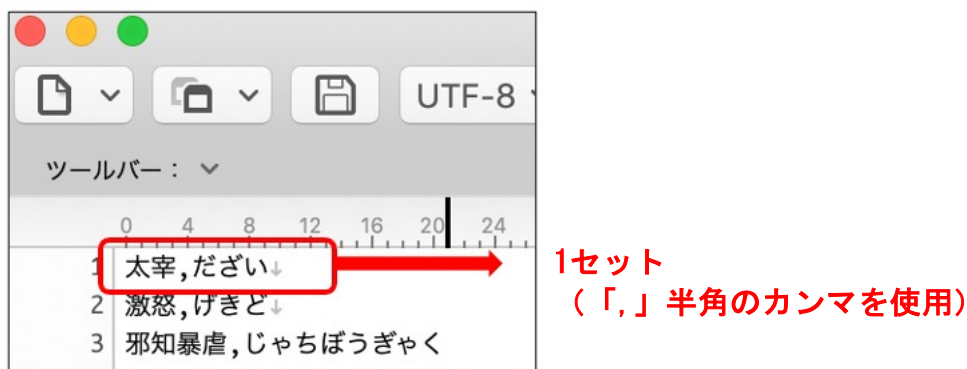 UTF-8
ツールバー：
0 4 8 12 16 20 24
1 太宰,だざい↓
2 激怒,げきど↓
3 邪知暴虐,じゃちぼうぎゃく
1セット
（「,」半角のカンマを使用）